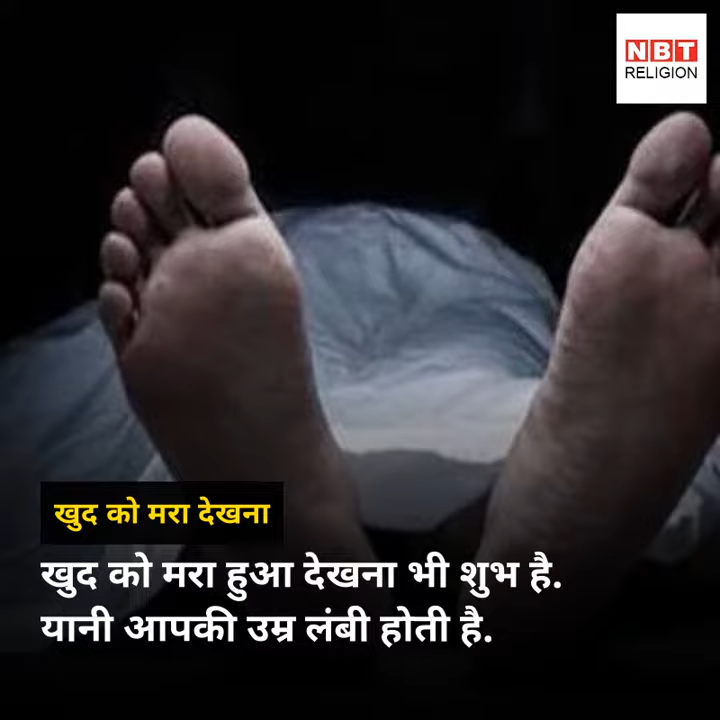 NBT
RELIGION
खुद को मरा देखना
खुद को मरा हुआ देखना भी शुभ है.
यानी आपकी उम्र लंबी होती है.